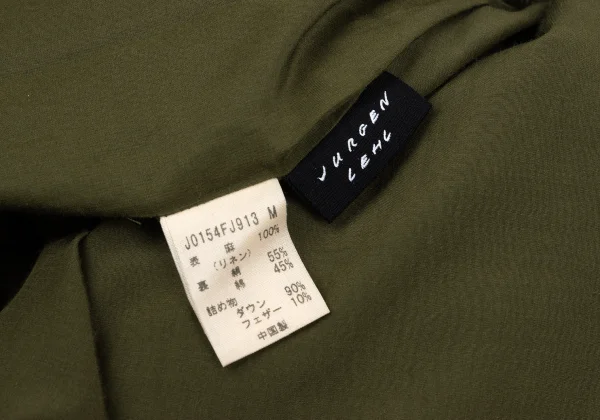 JURGEN
LEHL
J0154FJ913 M
表 麻 100%
(リネン)
裏 絹 55%
綿 45%
詰め物
ダウン 90%
フェザー 10%
中国製